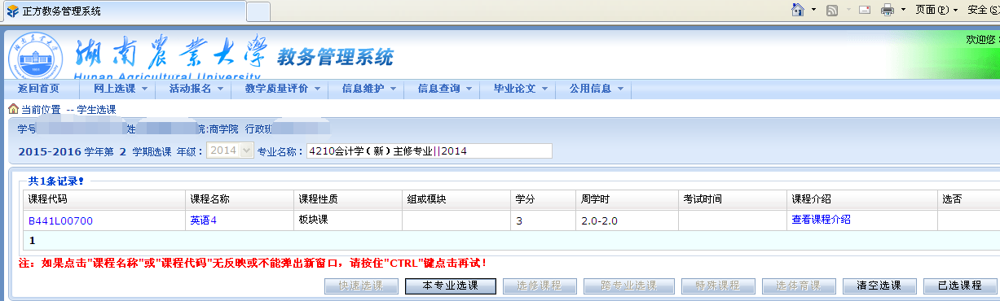 正方教务管理系统
页面(P) 安全(S)
湖南农业大学 教务管理系统
Hunan Agricultural University
欢迎您:
返回首页 网上选课 活动报名 教学质量评价 信息维护 信息查询 毕业论文 公用信息
当前位置 -- 学生选课
学号 姓 院:商学院 行政班
2015-2016 学年第 2 学期选课 年级: 2014 专业名称: 4210会计学(新)主修专业||2014
共1条记录!
课程代码 课程名称 课程性质 组或模块 学分 周学时 考试时间 课程介绍 选否
B441L00700 英语4 板块课 3 2.0-2.0 查看课程介绍
1
注: 如果点击"课程名称"或"课程代码"无反映或不能弹出新窗口, 请按住"CTRL"键点击再试!
快速选课 本专业选课 选修课程 跨专业选课 特殊课程 选体育课 清空选课 已选课程